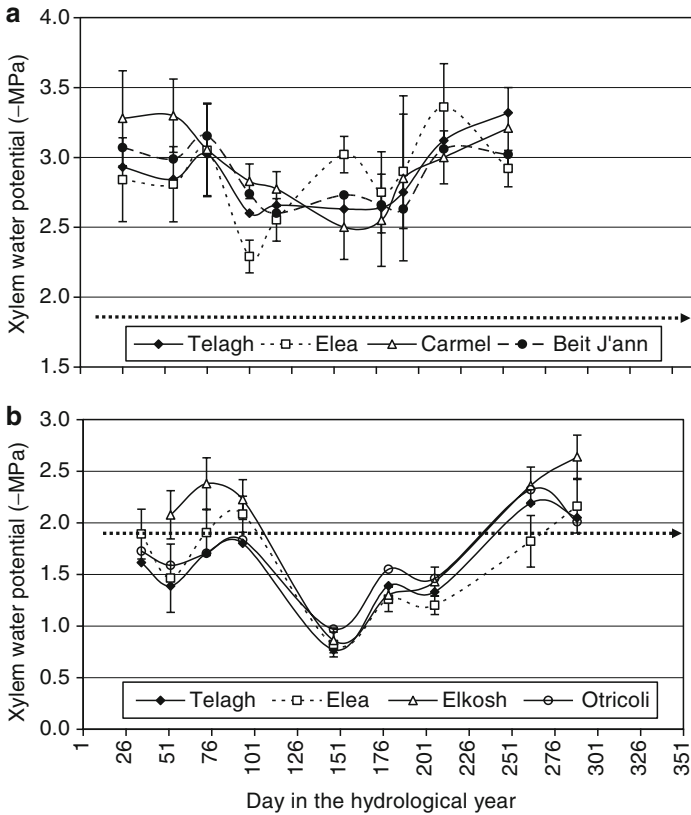 a
Xylem water potential (–MPa)
4.0
3.5
3.0
2.5
2.0
1.5
Telagh Elea Carmel Beit J'ann
b
Xylem water potential (–MPa)
3.0
2.5
2.0
1.5
1.0
0.5
0.0
Telagh Elea Elkosh Otricoli
1 26 51 76 101 126 151 176 201 226 251 276 301 326 351
Day in the hydrological year